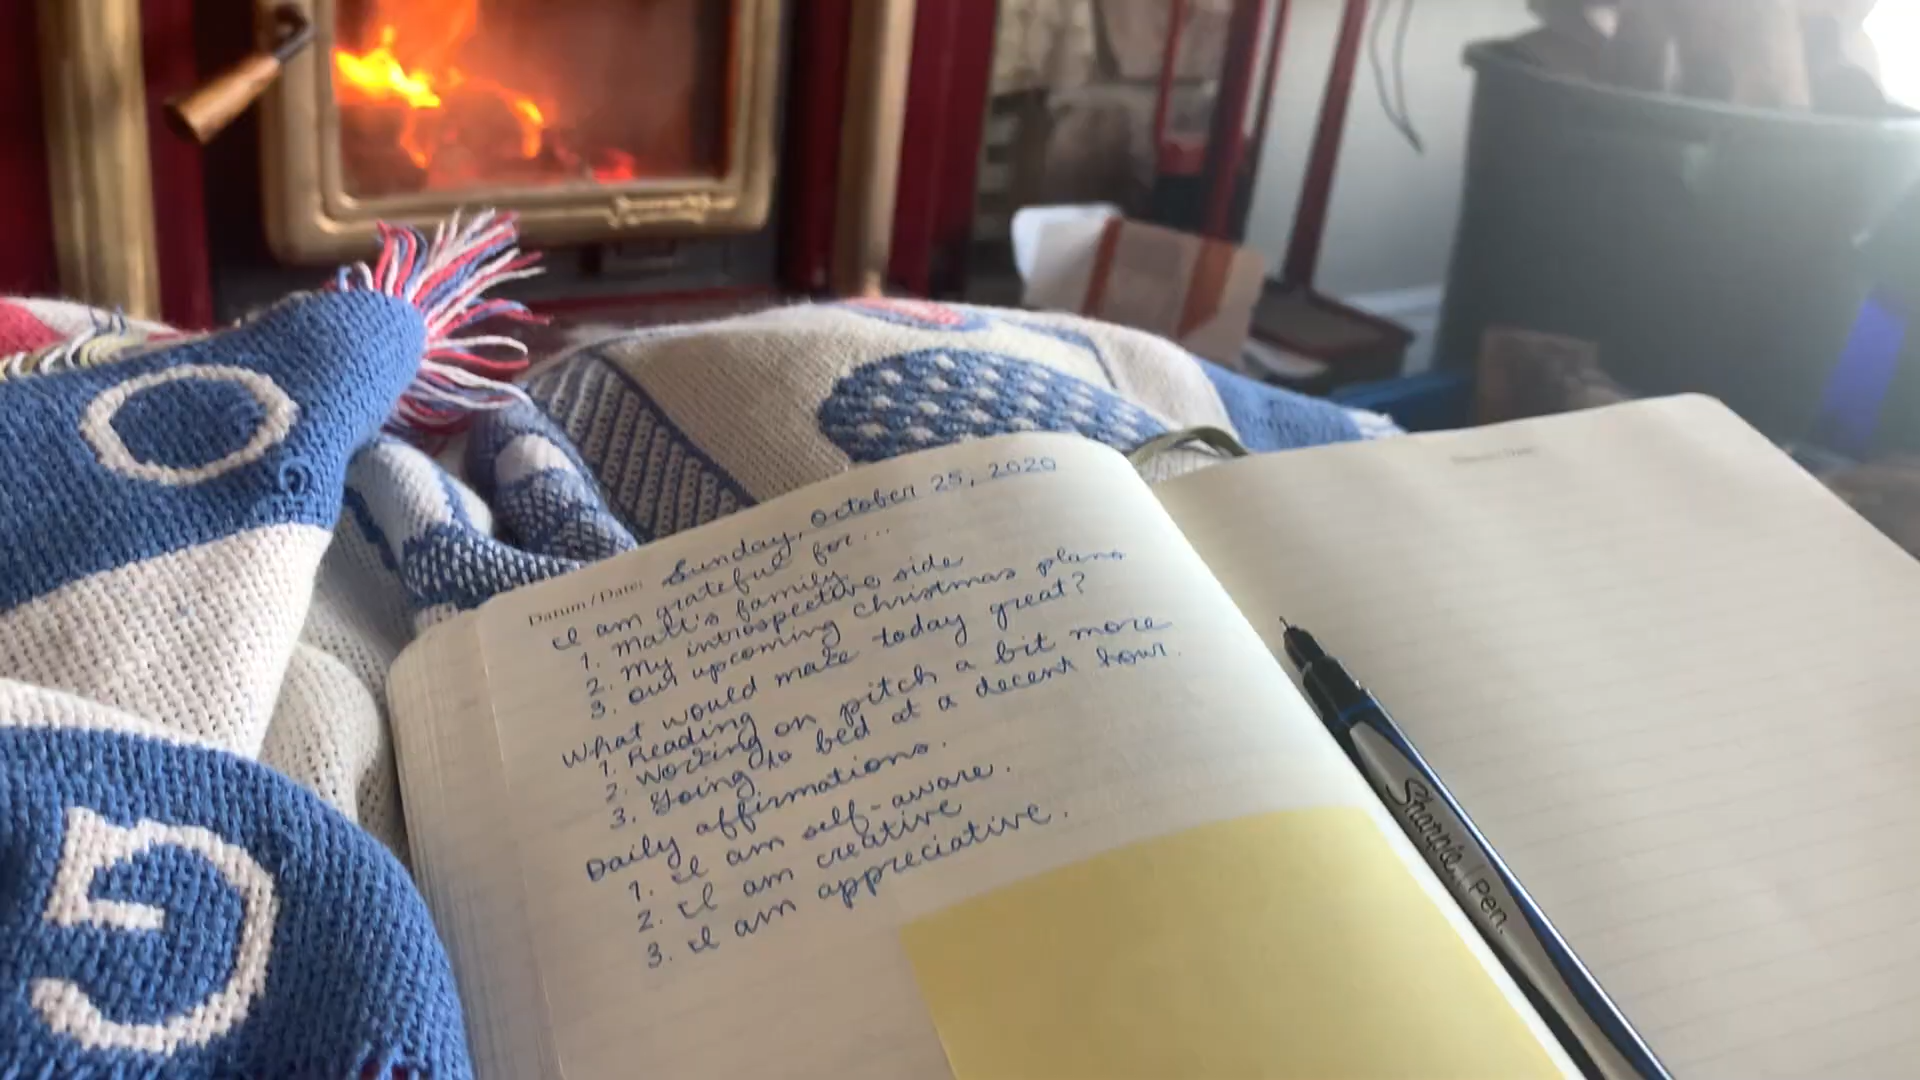 Datum / Date: Sunday, October 25, 2020
I am grateful for...
1. Matt's family
2. My introspective side
3. Our upcoming Christmas plans
What would make today great?
1. Reading
2. Working on pitch a bit more
3. Going to bed at a decent hour.
Daily affirmations.
1. I am self-aware.
2. I am creative
3. I am appreciative.
Sharpie. Pen.
O
G